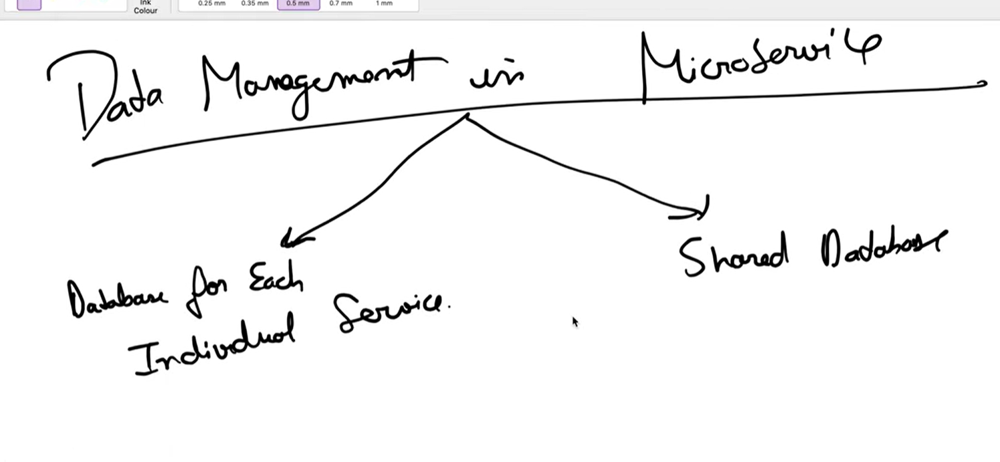 Ink
Colour
0.25 mm 0.35 mm 0.5 mm 0.7 mm 1 mm
Data Management in Microservice
Database for Each
Individual Service.
Shared Database